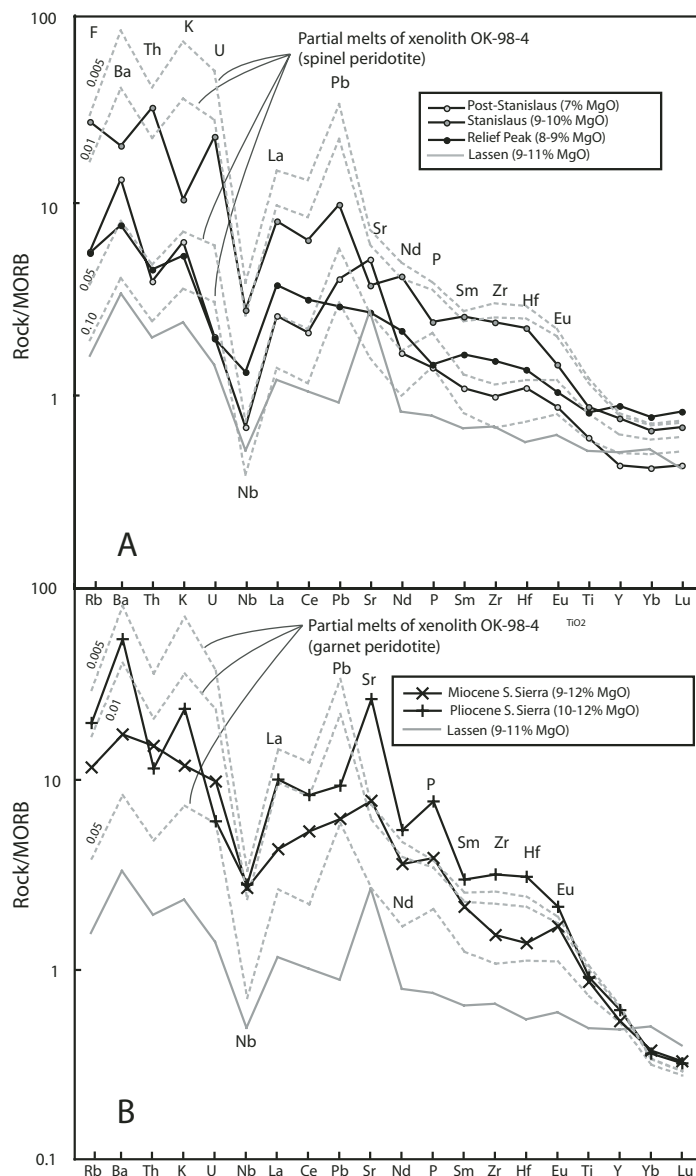 100
F
K
Th
U
Ba
0.005
0.01
0.05
0.10
Partial melts of xenolith OK-98-4
(spinel peridotite)
Pb
La
Sr
Nd
P
Sm
Zr
Hf
Eu
Nb
Post-Stanislaus (7% MgO)
Stanislaus (9-10% MgO)
Relief Peak (8-9% MgO)
Lassen (9-11% MgO)
10
1
Rock/MORB
A
100
Rb Ba Th K U Nb La Ce Pb Sr Nd P Sm Zr Hf Eu Ti Y Yb Lu
0.005
0.01
0.05
Partial melts of xenolith OK-98-4
(garnet peridotite)
TiO2
Pb
Sr
La
P
Sm
Zr
Hf
Eu
Nd
Nb
Miocene S. Sierra (9-12% MgO)
Pliocene S. Sierra (10-12% MgO)
Lassen (9-11% MgO)
10
1
0.1
Rock/MORB
B
Rb Ba Th K U Nb La Ce Pb Sr Nd P Sm Zr Hf Eu Ti Y Yb Lu